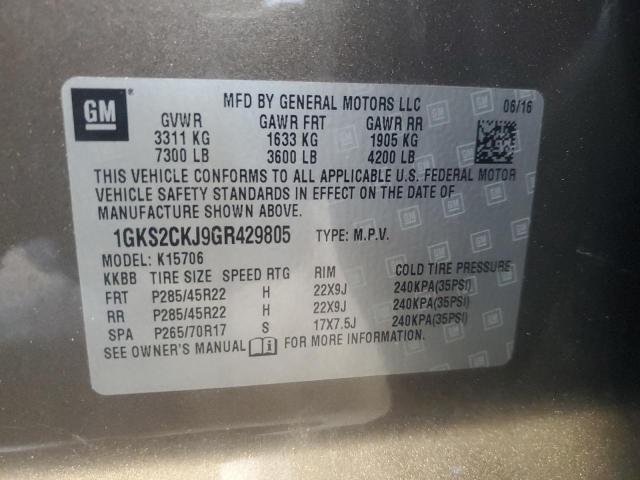 GM
MFD BY GENERAL MOTORS LLC 06/16
GVWR GAWR FRT GAWR RR
3311 KG 1633 KG 1905 KG
7300 LB 3600 LB 4200 LB
THIS VEHICLE CONFORMS TO ALL APPLICABLE U.S. FEDERAL MOTOR
VEHICLE SAFETY STANDARDS IN EFFECT ON THE DATE OF
MANUFACTURE SHOWN ABOVE.
1GKS2CKJ9GR429805 TYPE: M.P.V.
MODEL: K15706
KKBB TIRE SIZE SPEED RTG RIM COLD TIRE PRESSURE
FRT P285/45R22 H 22X9J 240KPA(35PSI)
RR P285/45R22 H 22X9J 240KPA(35PSI)
SPA P265/70R17 S 17X7.5J 240KPA(35PSI)
SEE OWNER'S MANUAL FOR MORE INFORMATION.